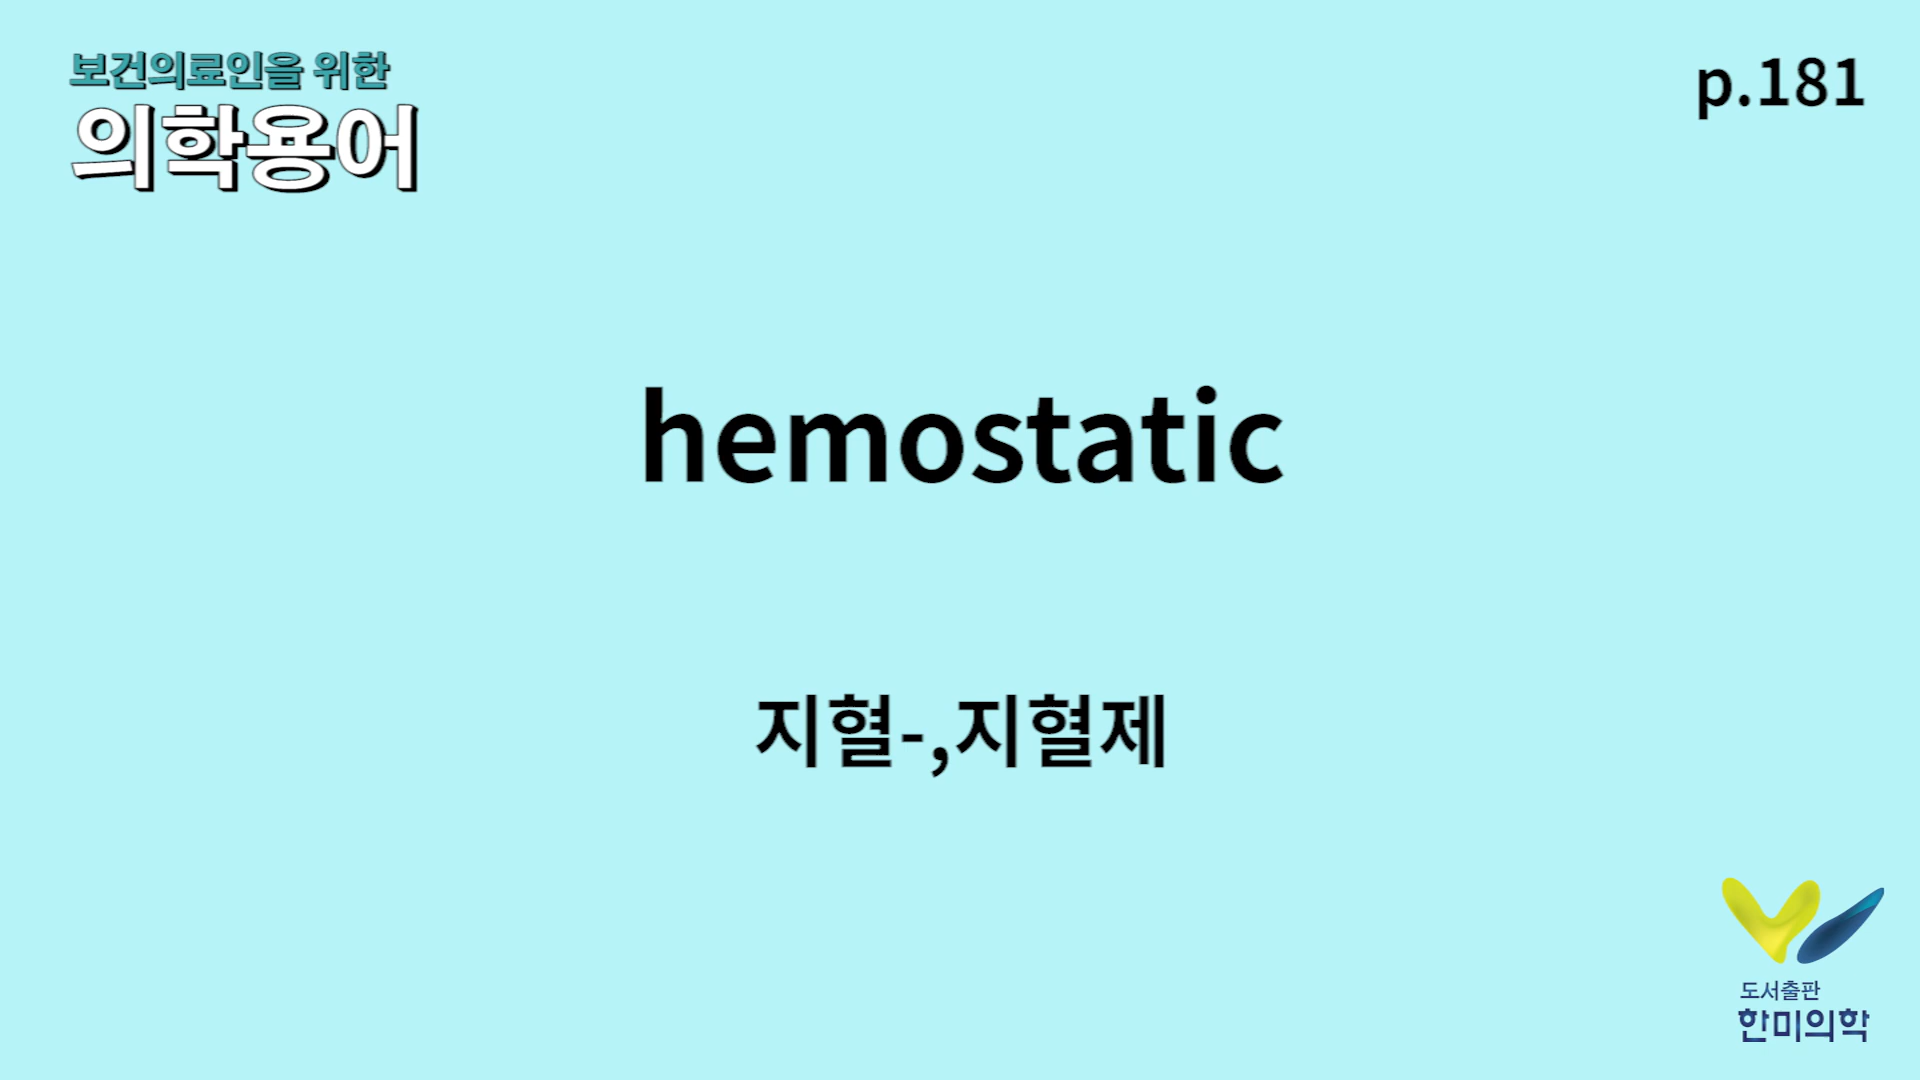 보건의료인을 위한
의학용어
p.181
hemostatic
지혈-,지혈제
도서출판
한미의학